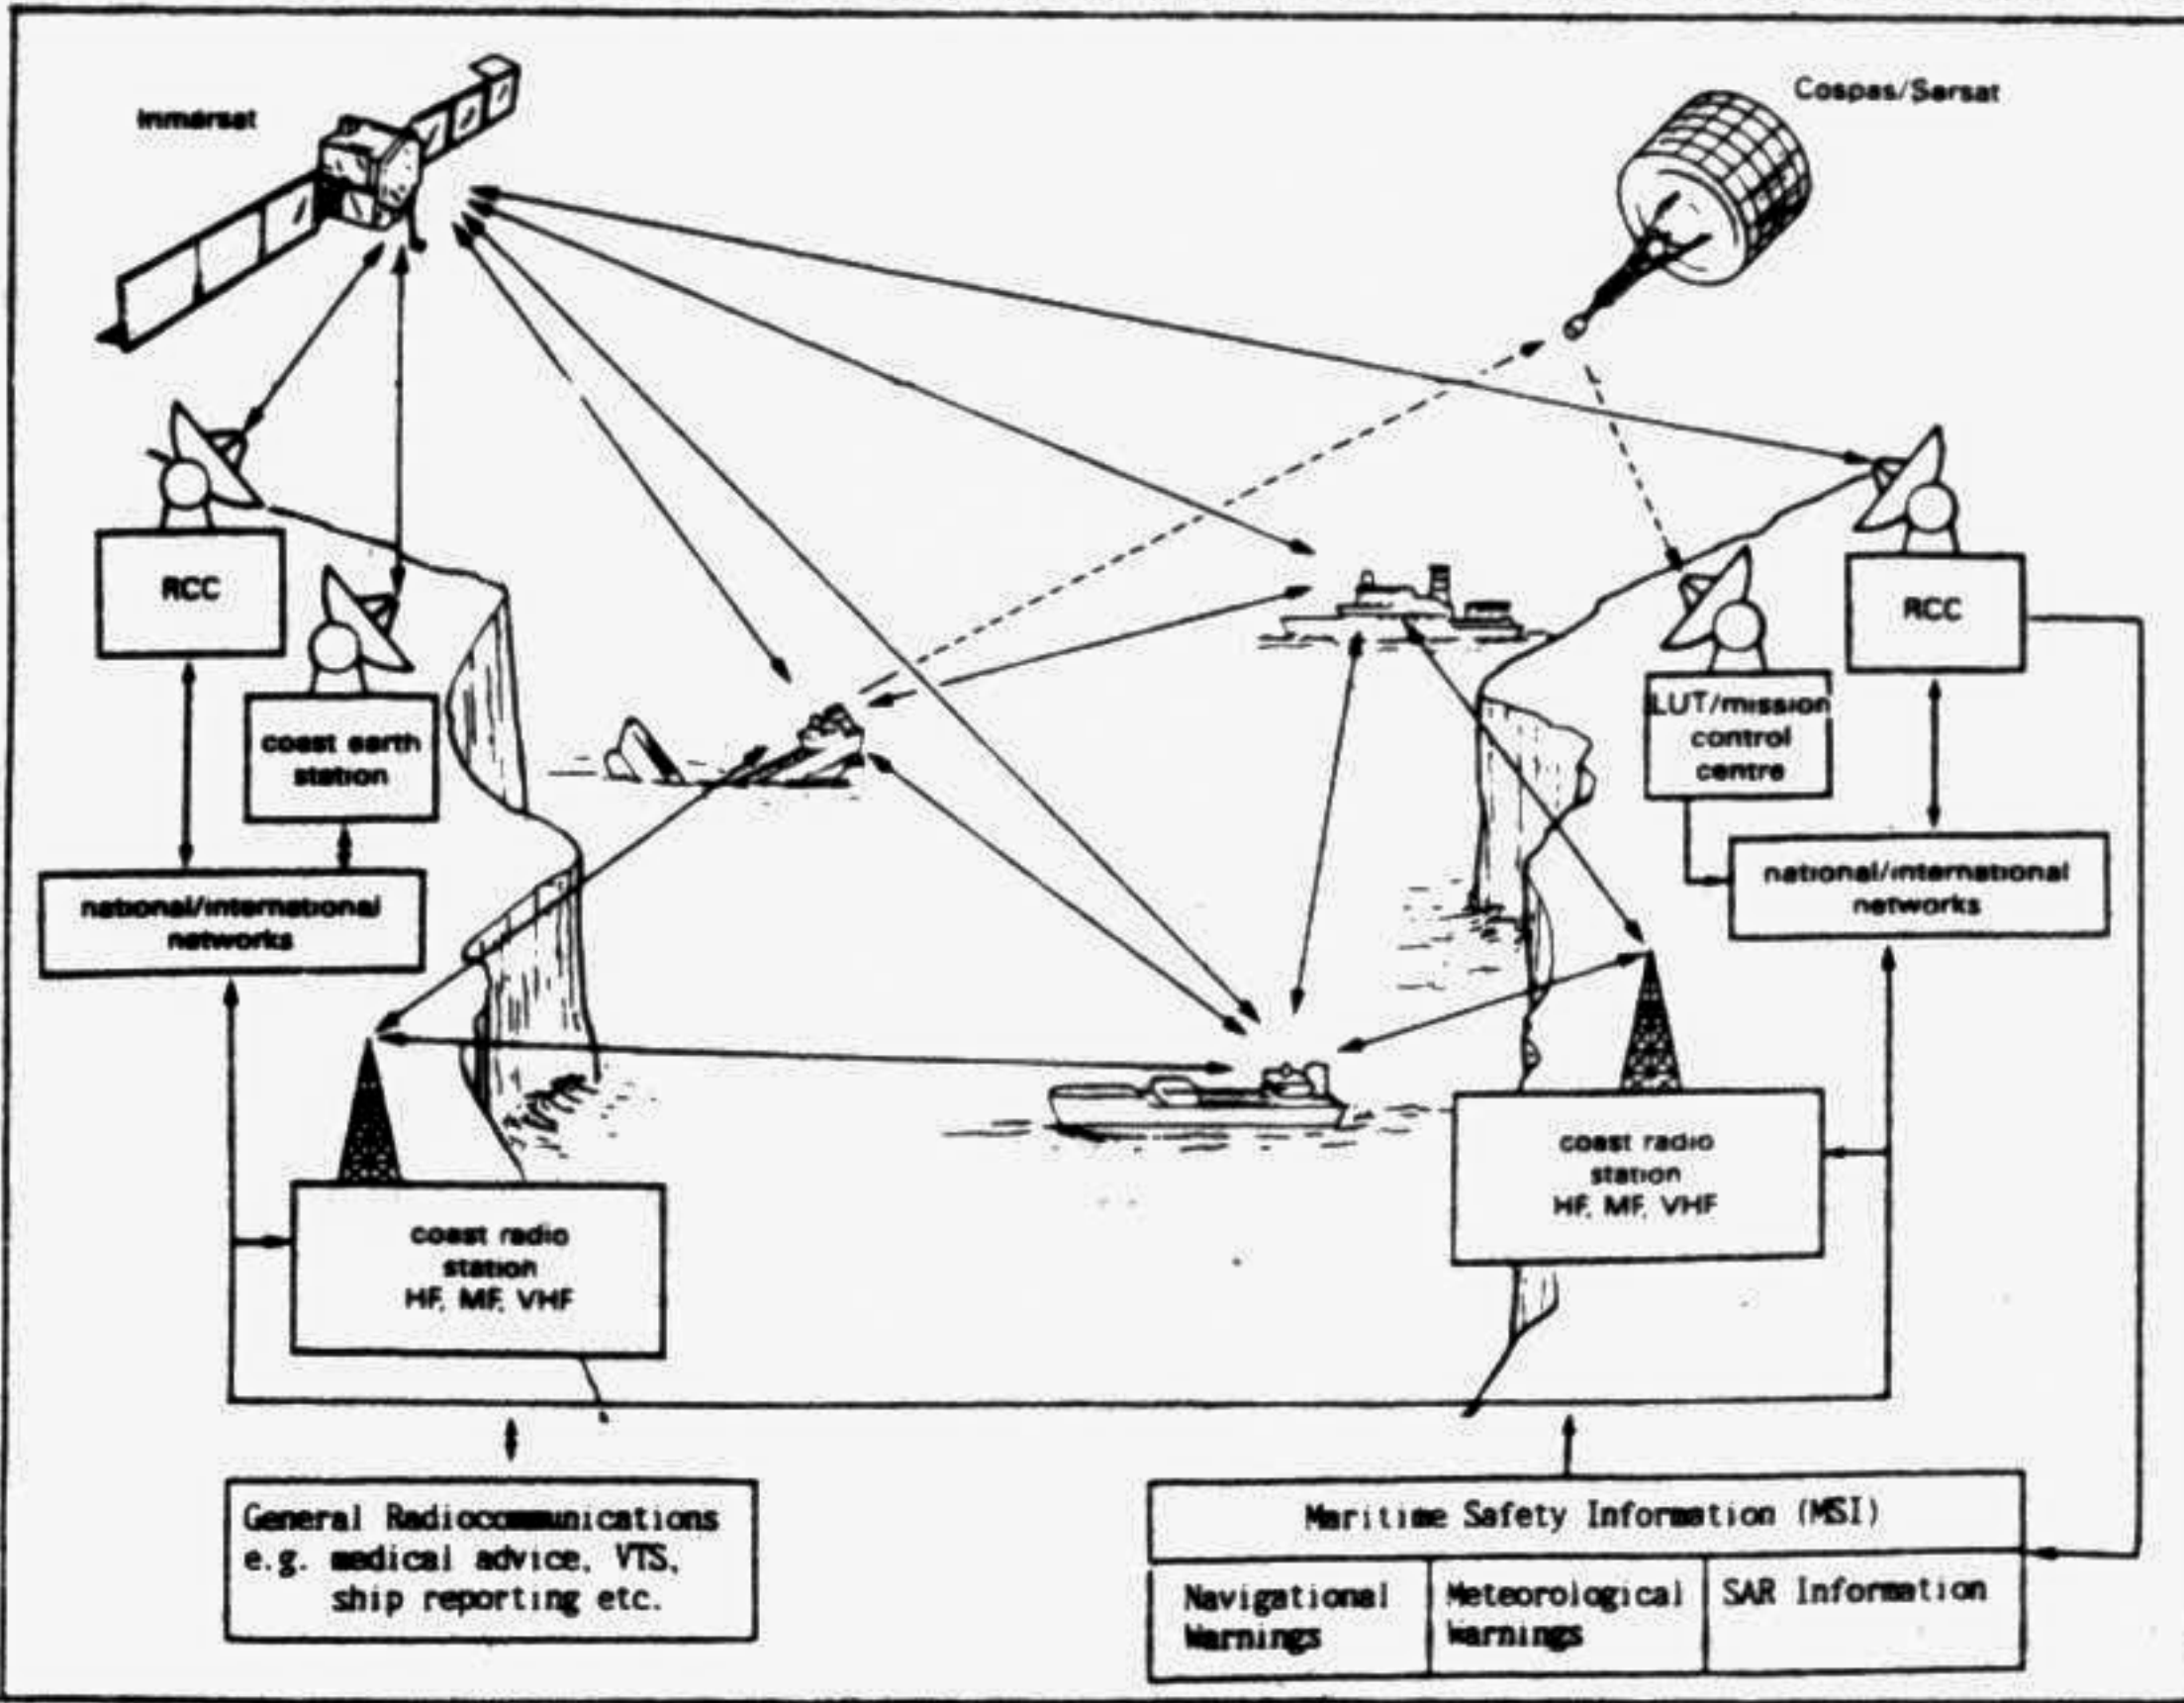 Inmarsat
Cospas/Sarsat
RCC
coast earth
station
national/international
networks
RCC
LUT/mission
control
centre
national/international
networks
coast radio
station
HF, MF, VHF
coast radio
station
HF, MF, VHF
General Radiocommunications
e.g. medical advice, VTS,
ship reporting etc.
Maritime Safety Information (MSI)
Navigational
Warnings
Meteorological
Warnings
SAR Information